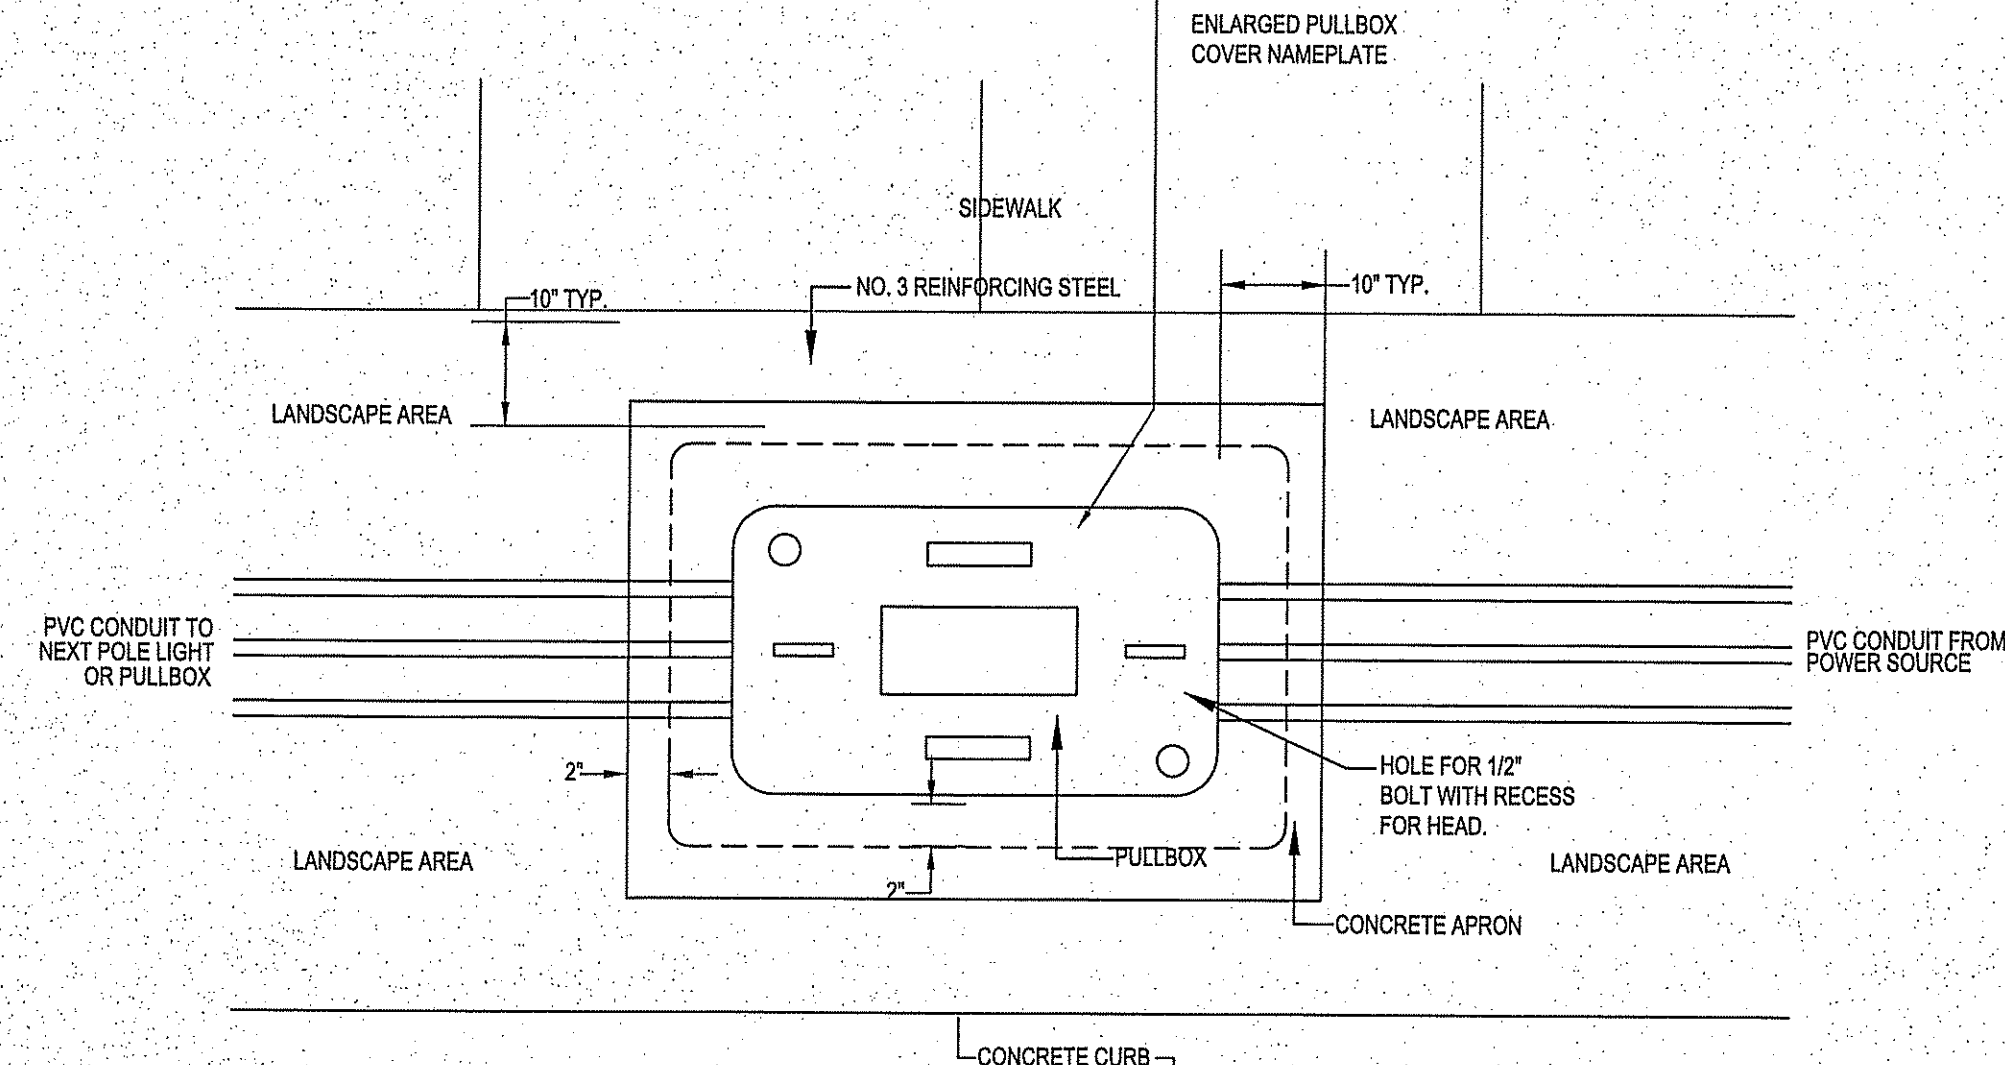 ENLARGED PULLBOX
COVER NAMEPLATE
SIDEWALK
NO. 3 REINFORCING STEEL
10" TYP.
10" TYP.
LANDSCAPE AREA
LANDSCAPE AREA
PVC CONDUIT TO
NEXT POLE LIGHT
OR PULLBOX
PVC CONDUIT FROM
POWER SOURCE
2"
HOLE FOR 1/2"
BOLT WITH RECESS
FOR HEAD.
LANDSCAPE AREA
PULLBOX
LANDSCAPE AREA
2"
CONCRETE APRON
CONCRETE CURB